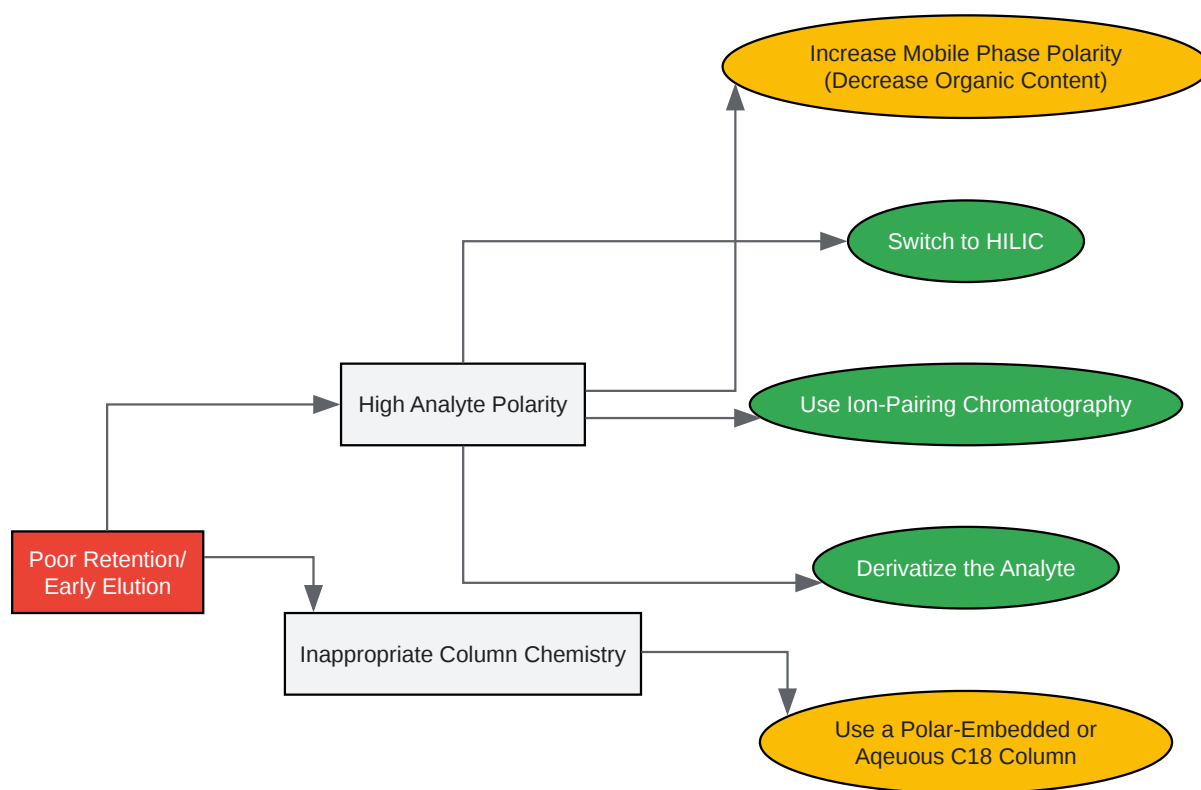 Increase Mobile Phase Polarity
(Decrease Organic Content)
Switch to HILIC
High Analyte Polarity
Use Ion-Pairing Chromatography
Poor Retention/
Early Elution
Derivatize the Analyte
Inappropriate Column Chemistry
Use a Polar-Embedded or
Aqeuous C18 Column